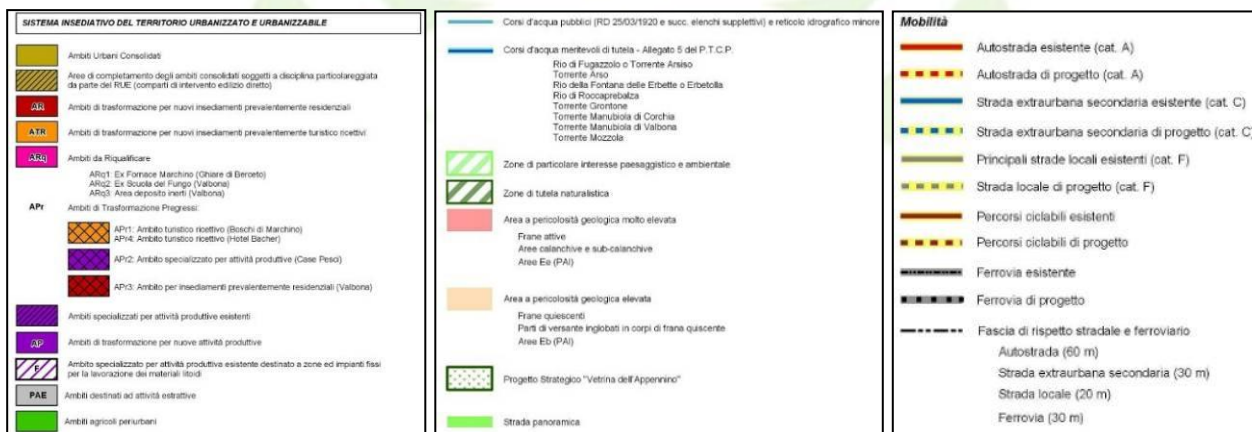 SISTEMA INSEDIATIVO DEL TERRITORIO URBANIZZATO E URBANIZZABILE
Ambiti Urbani Consolidati
Aree di completamento degli ambiti consolidati soggetti a disciplina particolareggiata
da parte del RUE (comparti di intervento edilizio diretto)
AR
Ambiti di trasformazione per nuovi insediamenti prevalentemente residenziali
ATR
Ambiti di trasformazione per nuovi insediamenti prevalentemente turistico ricettivi
ARq
Ambiti da Riqualificare
ARq1: Ex Fornace Marchino (Ghiare di Berceto)
ARq2: Ex Scuola del Fungo (Valbona)
ARq3: Area deposito inerti (Valbona)
APr
Ambiti di Trasformazione Pregressi:
APr1: Ambito turistico ricettivo (Boschi di Marchino)
APr4: Ambito turistico ricettivo (Hotel Bacher)
APr2: Ambito specializzato per attività produttive (Case Pesci)
APr3: Ambito per insediamenti prevalentemente residenziali (Valbona)
Ambiti specializzati per attività produttive esistenti
AP
Ambiti di trasformazione per nuove attività produttive
F
Ambito specializzato per attività produttive esistente destinato a zone ed impianti fissi
per la lavorazione dei materiali litoidi
PAE
Ambiti destinati ad attività estrattive
Ambiti agricoli periurbani
Corsi d'acqua pubblici (RD 25/03/1920 e succ. elenchi supplettivi) e reticolo idrografico minore
Corsi d'acqua meritevoli di tutela - Allegato 5 del P.T.C.P.
Rio di Fugazzolo o Torrente Arsiso
Torrente Arso
Rio della Fontana delle Erbette o Erbetolla
Rio di Roccaprebalza
Torrente Grontone
Torrente Manubiola di Corchia
Torrente Manubiola di Valbona
Torrente Mozzola
Zone di particolare interesse paesaggistico e ambientale
Zone di tutela naturalistica
Area a pericolosità geologica molto elevata
Frane attive
Aree calanchive e sub-calanchive
Aree Ee (PAI)
Area a pericolosità geologica elevata
Frane quiescenti
Parti di versante inglobati in corpi di frana quiscente
Aree Eb (PAI)
Progetto Strategico "Vetrina dell'Appennino"
Strada panoramica
Mobilità
Autostrada esistente (cat. A)
Autostrada di progetto (cat. A)
Strada extraurbana secondaria esistente (cat. C)
Strada extraurbana secondaria di progetto (cat. C)
Principali strade locali esistenti (cat. F)
Strada locale di progetto (cat. F)
Percorsi ciclabili esistenti
Percorsi ciclabili di progetto
Ferrovia esistente
Ferrovia di progetto
Fascia di rispetto stradale e ferroviario
Autostrada (60 m)
Strada extraurbana secondaria (30 m)
Strada locale (20 m)
Ferrovia (30 m)